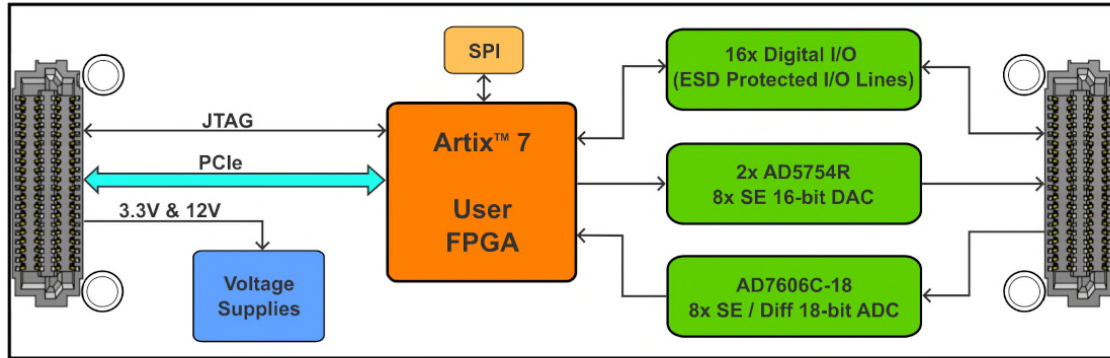 SPI
16x Digital I/O
(ESD Protected I/O Lines)
JTAG
Artix™ 7
PCIe
User
FPGA
2x AD5754R
8x SE 16-bit DAC
3.3V & 12V
Voltage
Supplies
AD7606C-18
8x SE / Diff 18-bit ADC